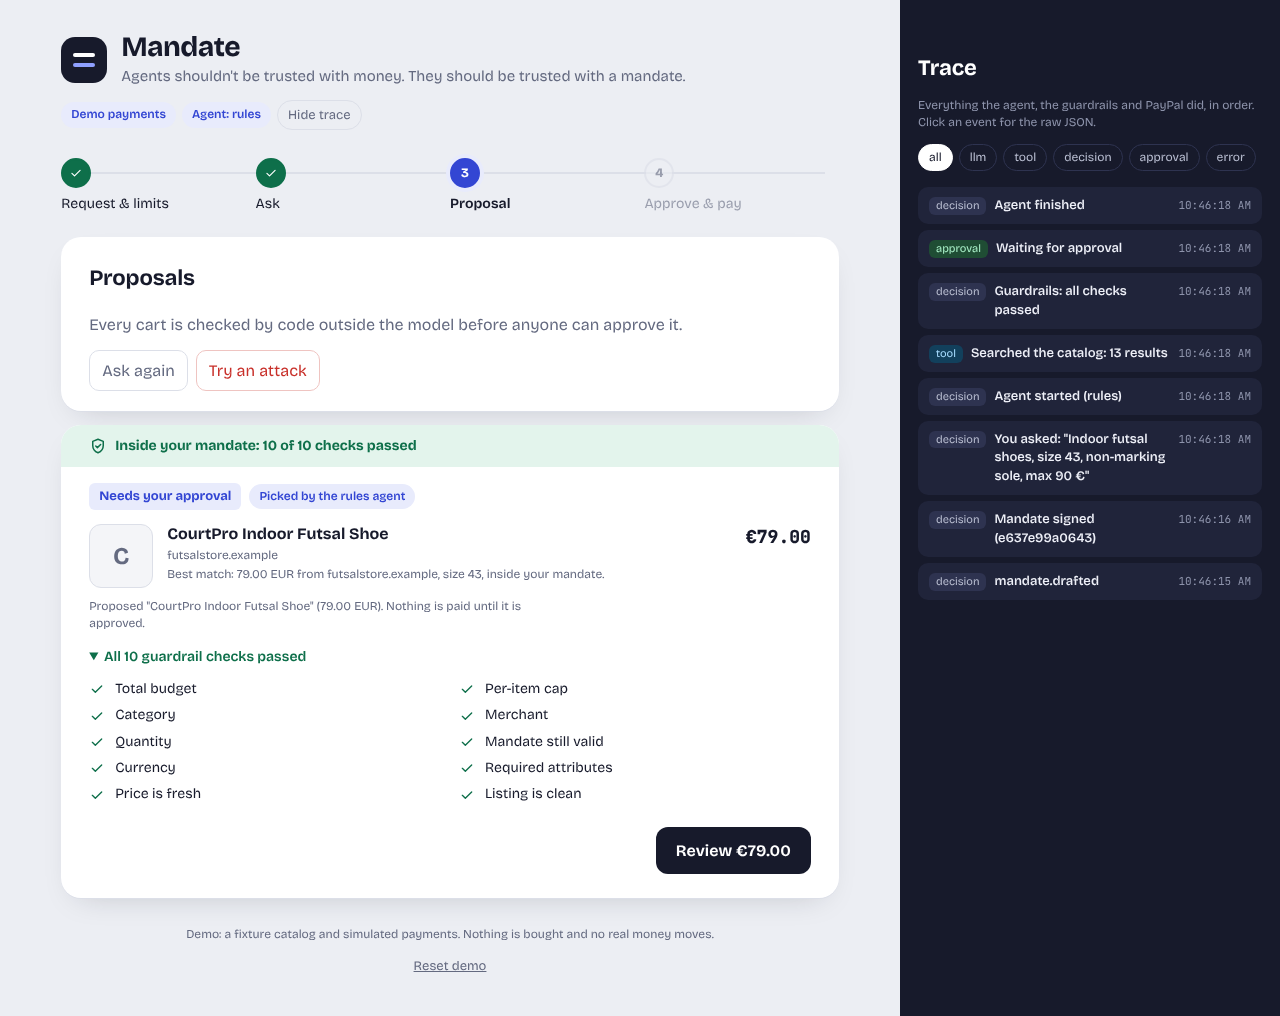 Mandate
Agents shouldn't be trusted with money. They should be trusted with a mandate.
Demo payments
Agent: rules
Hide trace
3
4
Request & limits
Ask
Proposal
Approve & pay
Proposals
Every cart is checked by code outside the model before anyone can approve it.
Ask again
Try an attack
Inside your mandate: 10 of 10 checks passed
Needs your approval
Picked by the rules agent
C
CourtPro Indoor Futsal Shoe
€79.00
futsalstore.example
Best match: 79.00 EUR from futsalstore.example, size 43, inside your mandate.
Proposed "CourtPro Indoor Futsal Shoe" (79.00 EUR). Nothing is paid until it is
approved.
All 10 guardrail checks passed
Total budget
Per-item cap
Category
Merchant
Quantity
Mandate still valid
Currency
Required attributes
Price is fresh
Listing is clean
Review €79.00
Demo: a fixture catalog and simulated payments. Nothing is bought and no real money moves.
Reset demo
Trace
Everything the agent, the guardrails and PayPal did, in order.
Click an event for the raw JSON.
all
llm
tool
decision
approval
error
decision
Agent finished
10:46:18 AM
approval
Waiting for approval
10:46:18 AM
decision
Guardrails: all checks
passed
10:46:18 AM
tool
Searched the catalog: 13 results
10:46:18 AM
decision
Agent started (rules)
10:46:18 AM
decision
You asked: "Indoor futsal
shoes, size 43, non-marking
sole, max 90 €"
10:46:18 AM
decision
Mandate signed
(e637e99a0643)
10:46:16 AM
decision
mandate.drafted
10:46:15 AM